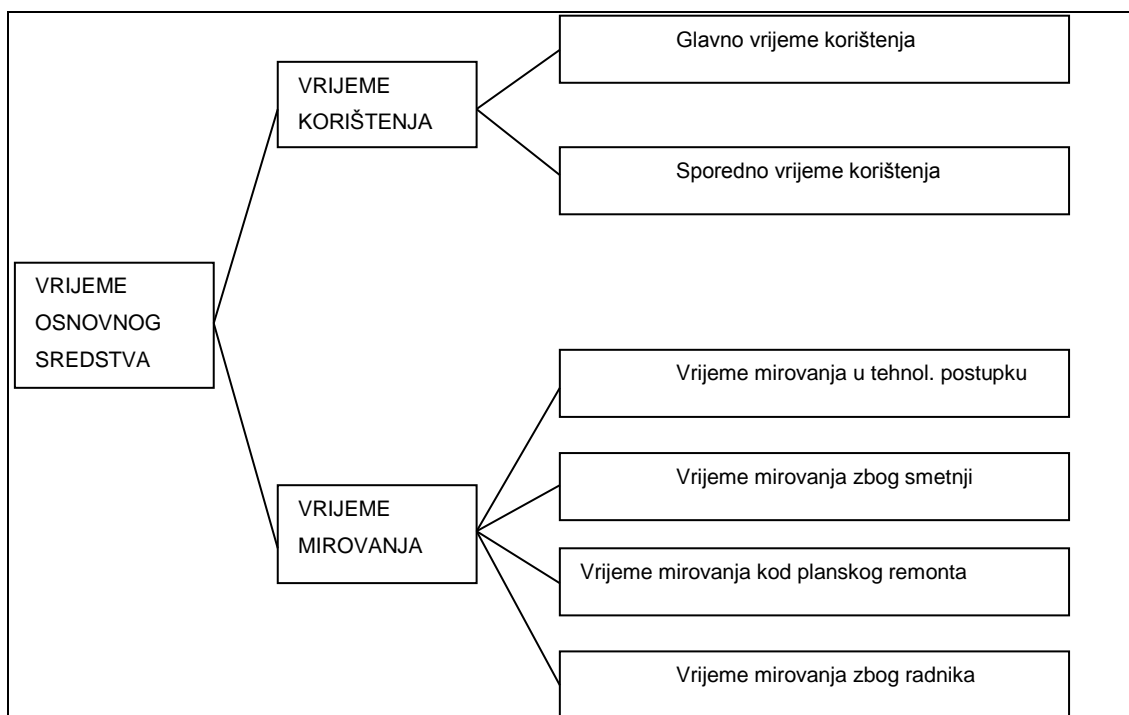 Glavno vrijeme korištenja
VRIJEME
KORIŠTENJA
Sporedno vrijeme korištenja
VRIJEME
OSNOVNOG
SREDSTVA
Vrijeme mirovanja u tehnol. postupku
Vrijeme mirovanja zbog smetnji
VRIJEME
MIROVANJA
Vrijeme mirovanja kod planskog remonta
Vrijeme mirovanja zbog radnika